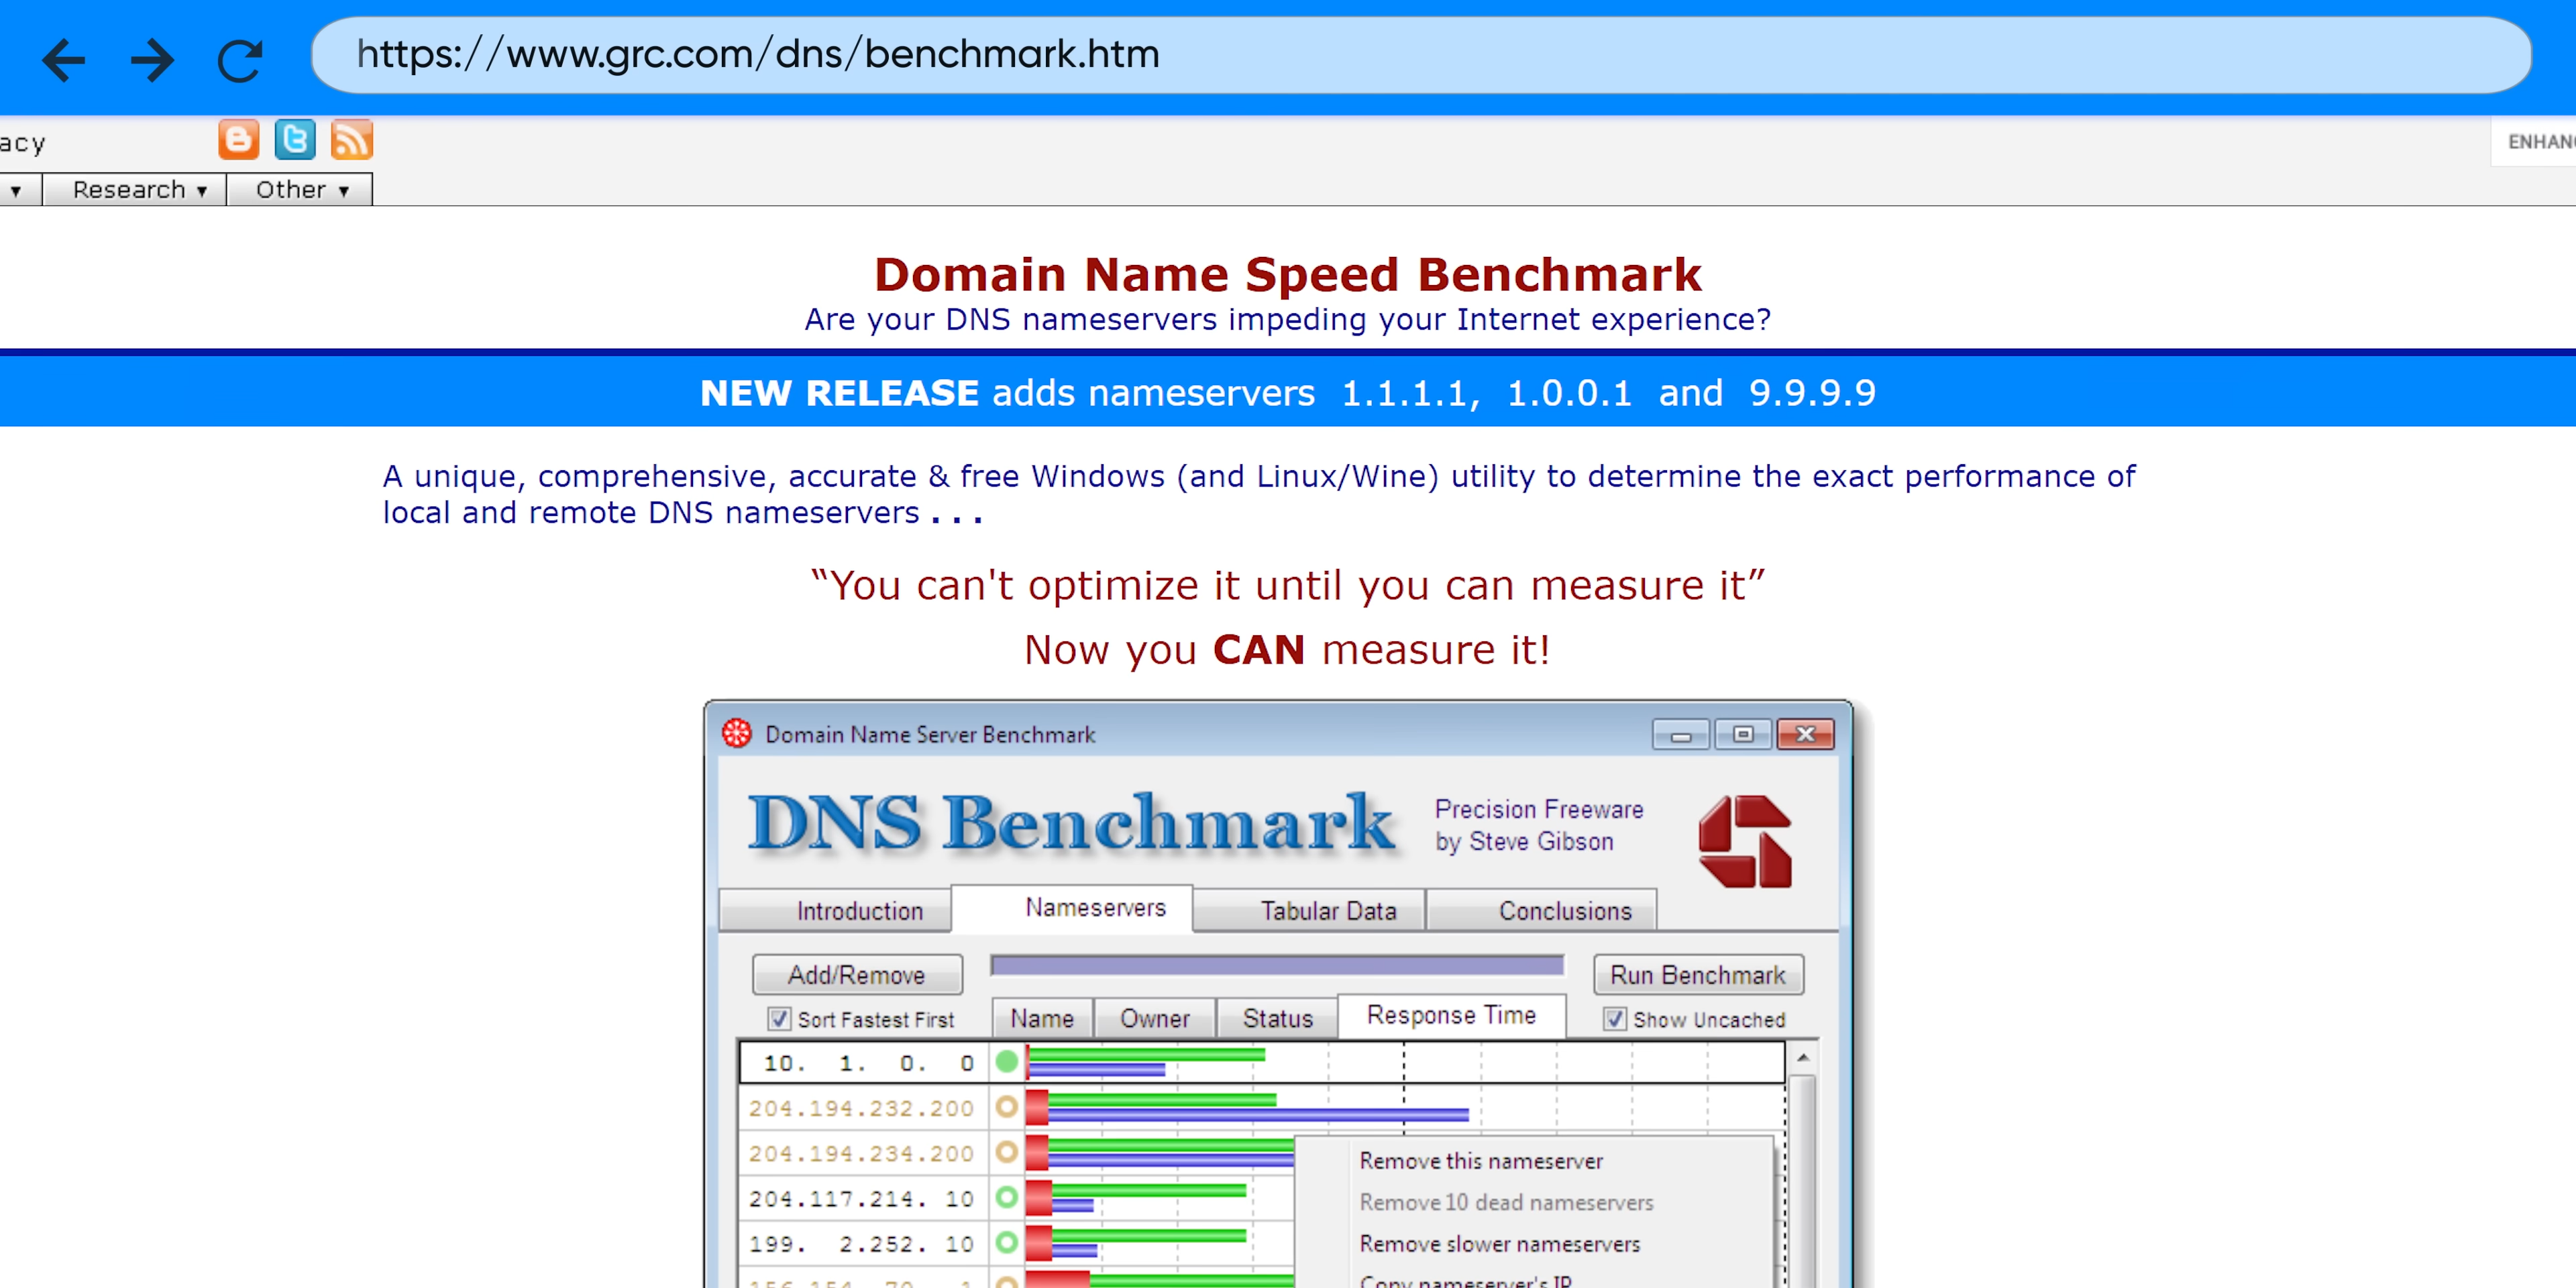 https://www.grc.com/dns/benchmark.htm
acy
ENHAN
▼ Research ▼ Other ▼
Domain Name Speed Benchmark
Are your DNS nameservers impeding your Internet experience?
NEW RELEASE adds nameservers 1.1.1.1, 1.0.0.1 and 9.9.9.9
A unique, comprehensive, accurate & free Windows (and Linux/Wine) utility to determine the exact performance of
local and remote DNS nameservers . . .
“You can't optimize it until you can measure it”
Now you CAN measure it!
Domain Name Server Benchmark
DNS Benchmark
Precision Freeware
by Steve Gibson
Introduction Nameservers Tabular Data Conclusions
Add/Remove Run Benchmark
Sort Fastest First Name Owner Status Response Time Show Uncached
10. 1. 0. 0
204.194.232.200
204.194.234.200
Remove this nameserver
204.117.214. 10
Remove 10 dead nameservers
199. 2.252. 10
Remove slower nameservers
156.154. 70. 1
Copy nameserver's IP